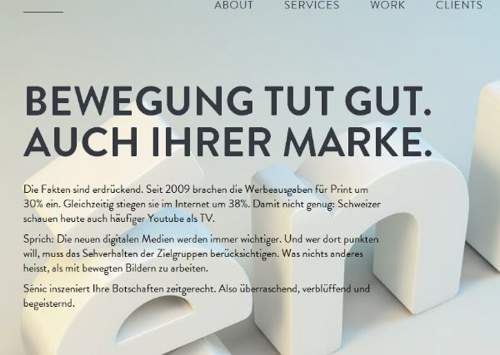 ABOUT SERVICES WORK CLIENTS
BEWEGUNG TUT GUT.
AUCH IHRER MARKE.
Die Fakten sind erdrückend. Seit 2009 brachen die Werbeausgaben für Print um
30% ein. Gleichzeitig stiegen sie im Internet um 38%. Damit nicht genug: Schweizer
schauen heute auch häufiger Youtube als TV.
Sprich: Die neuen digitalen Medien werden immer wichtiger. Und wer dort punkten
will, muss das Sehverhalten der Zielgruppen berücksichtigen. Was nichts anderes
heisst, als mit bewegten Bildern zu arbeiten.
Sénic inszeniert Ihre Botschaften zeitgerecht. Also überraschend, verblüffend und
begeisternd.
én